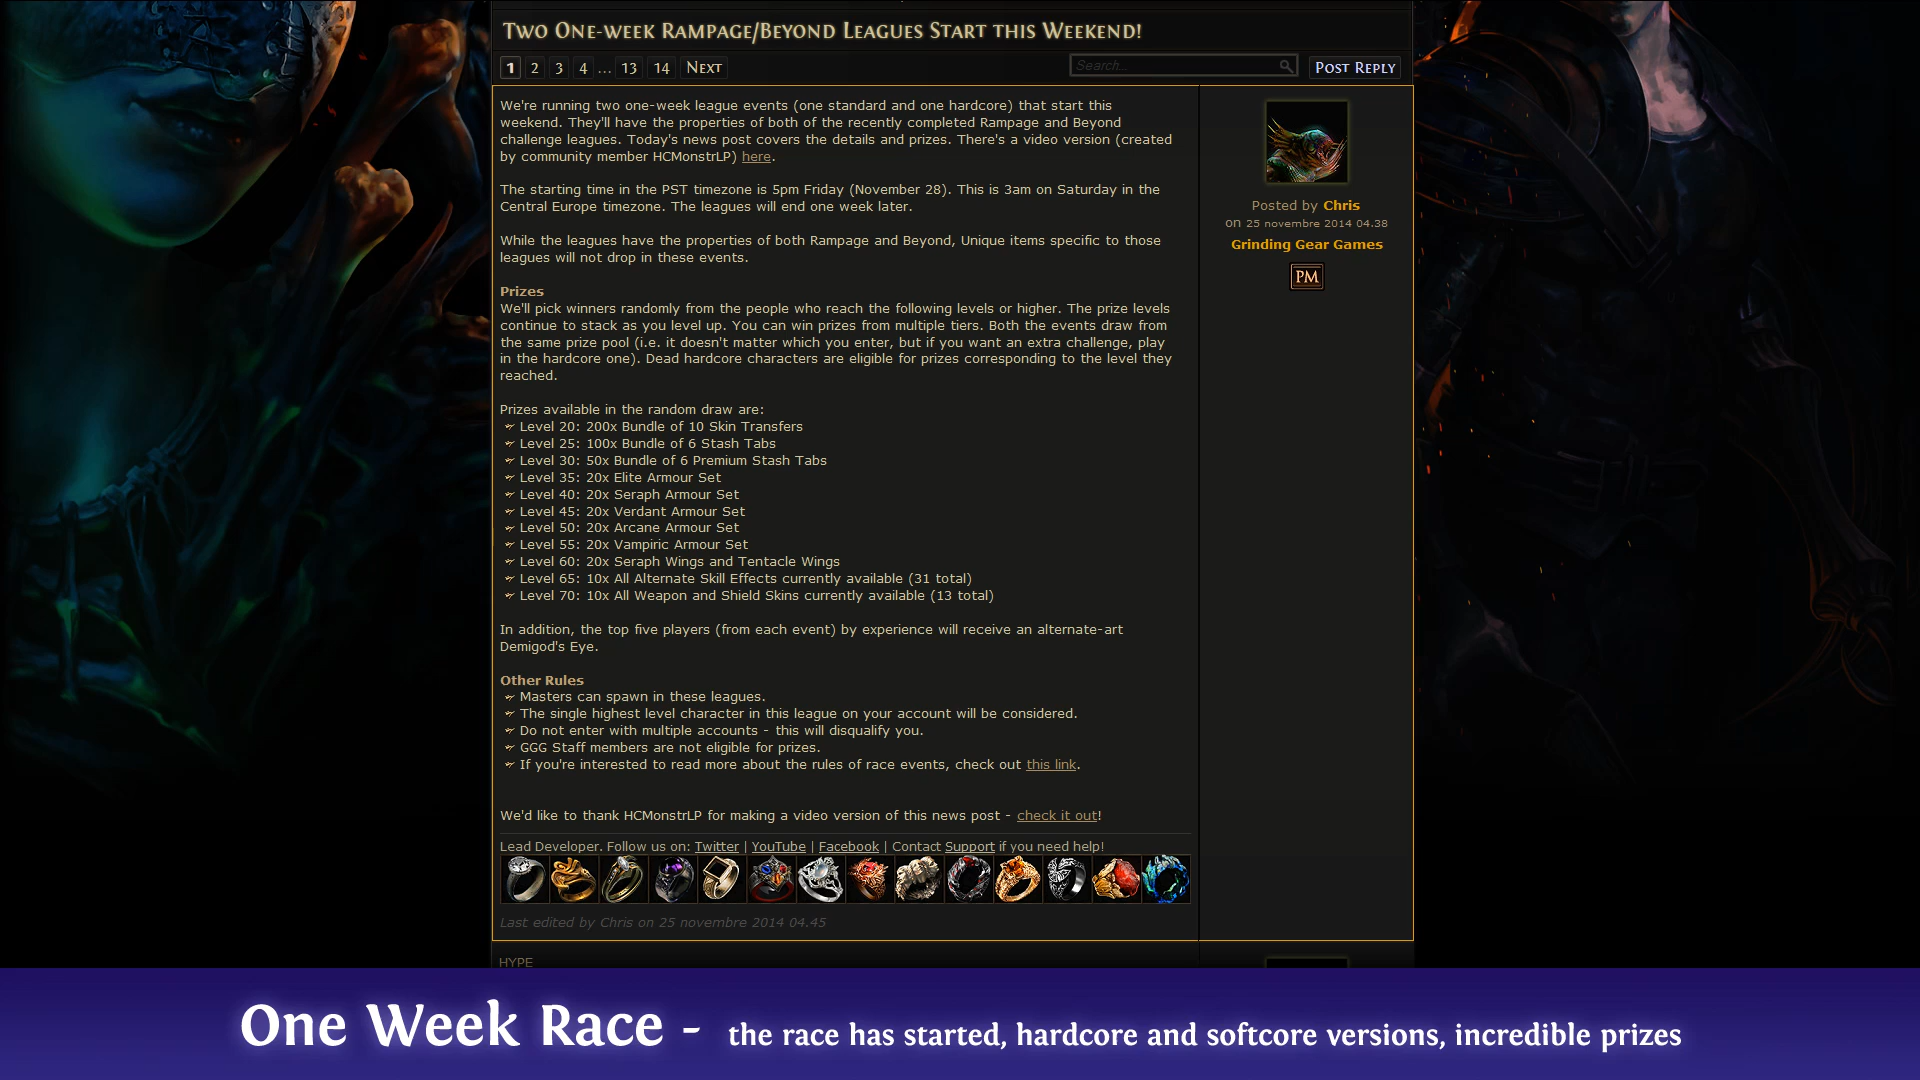 Two One-week Rampage/Beyond Leagues Start this Weekend!
1 2 3 4 ... 13 14 Next
Search...
Post Reply
We're running two one-week league events (one standard and one hardcore) that start this
weekend. They'll have the properties of both of the recently completed Rampage and Beyond
challenge leagues. Today's news post covers the details and prizes. There's a video version (created
by community member HCMonstrLP) here.
The starting time in the PST timezone is 5pm Friday (November 28). This is 3am on Saturday in the
Central Europe timezone. The leagues will end one week later.
While the leagues have the properties of both Rampage and Beyond, Unique items specific to those
leagues will not drop in these events.
Prizes
We'll pick winners randomly from the people who reach the following levels or higher. The prize levels
continue to stack as you level up. You can win prizes from multiple tiers. Both the events draw from
the same prize pool (i.e. it doesn't matter which you enter, but if you want an extra challenge, play
in the hardcore one). Dead hardcore characters are eligible for prizes corresponding to the level they
reached.
Prizes available in the random draw are:
Level 20: 200x Bundle of 10 Skin Transfers
Level 25: 100x Bundle of 6 Stash Tabs
Level 30: 50x Bundle of 6 Premium Stash Tabs
Level 35: 20x Elite Armour Set
Level 40: 20x Seraph Armour Set
Level 45: 20x Verdant Armour Set
Level 50: 20x Arcane Armour Set
Level 55: 20x Vampiric Armour Set
Level 60: 20x Seraph Wings and Tentacle Wings
Level 65: 10x All Alternate Skill Effects currently available (31 total)
Level 70: 10x All Weapon and Shield Skins currently available (13 total)
In addition, the top five players (from each event) by experience will receive an alternate-art
Demigod's Eye.
Other Rules
Masters can spawn in these leagues.
The single highest level character in this league on your account will be considered.
Do not enter with multiple accounts - this will disqualify you.
GGG Staff members are not eligible for prizes.
If you're interested to read more about the rules of race events, check out this link.
We'd like to thank HCMonstrLP for making a video version of this news post - check it out!
Lead Developer. Follow us on: Twitter | YouTube | Facebook | Contact Support if you need help!
Last edited by Chris on 25 novembre 2014 04.45
Posted by Chris
on 25 novembre 2014 04.38
Grinding Gear Games
PM
HYPE
One Week Race - the race has started, hardcore and softcore versions, incredible prizes